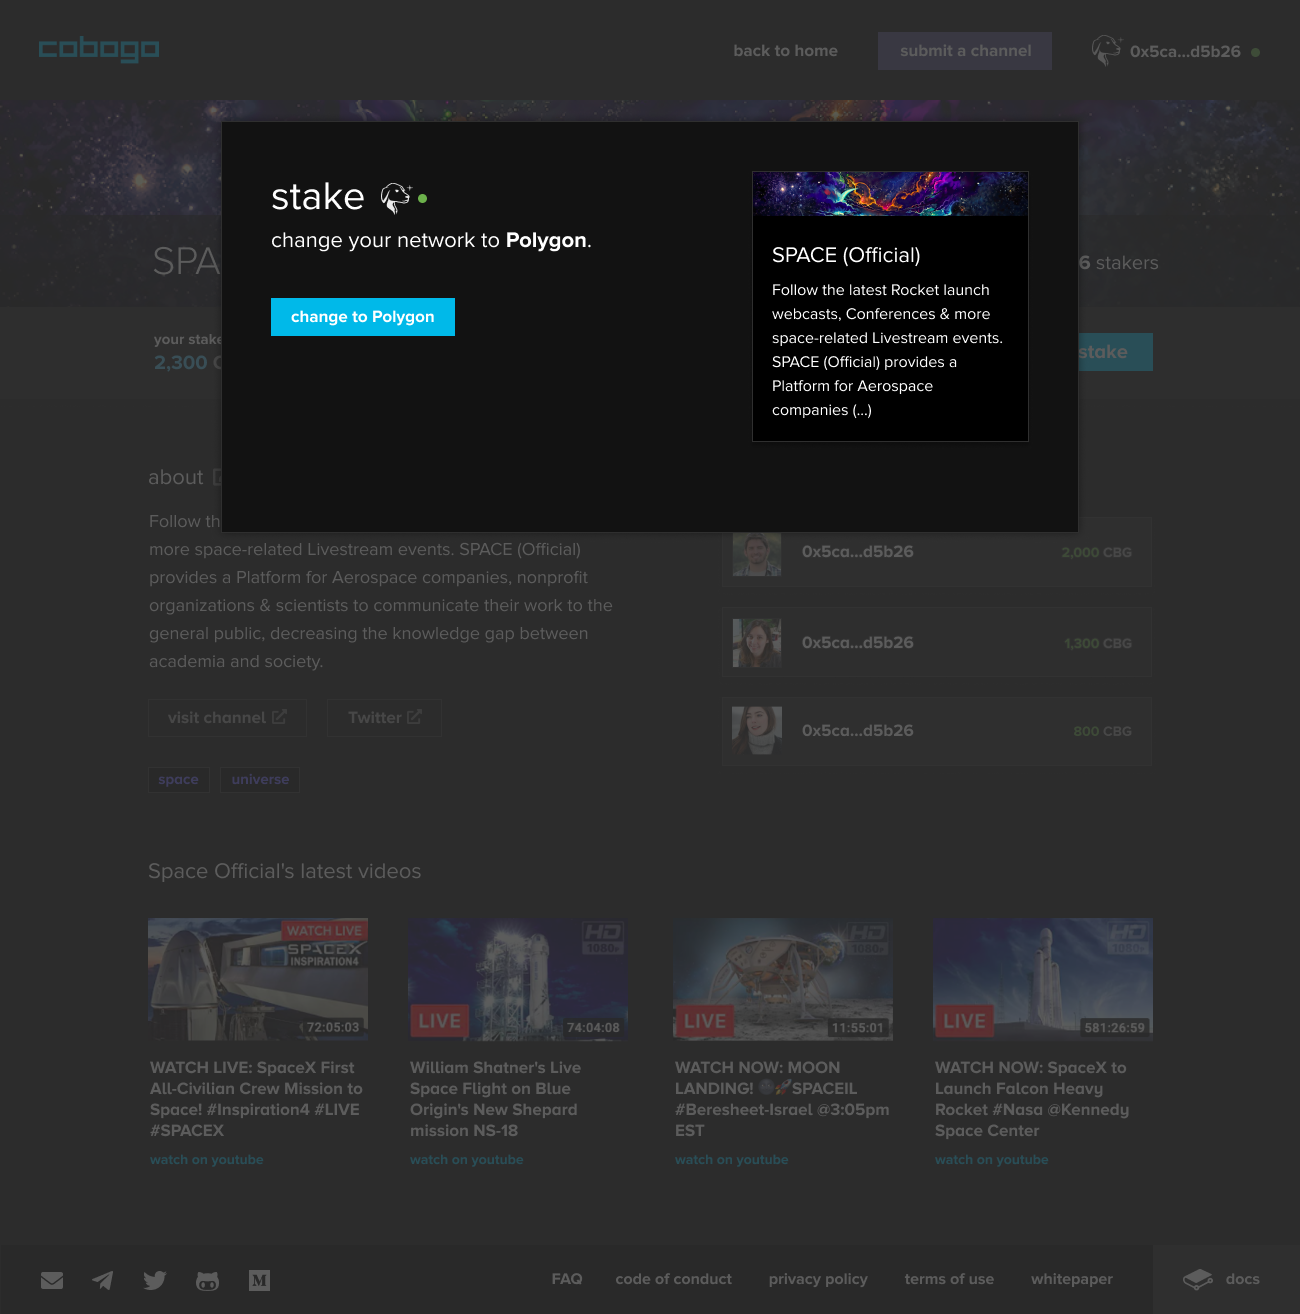 cobogo
back to home
submit a channel
0x5ca...d5b26
stake
change your network to Polygon.
change to Polygon
SPACE (Official)
Follow the latest Rocket launch
webcasts, Conferences & more
space-related Livestream events.
SPACE (Official) provides a
Platform for Aerospace
companies (...)
SPA
6 stakers
your stake
2,300
stake
about
Follow th
more space-related Livestream events. SPACE (Official)
provides a Platform for Aerospace companies, nonprofit
organizations & scientists to communicate their work to the
general public, decreasing the knowledge gap between
academia and society.
visit channel
Twitter
space
universe
0x5ca...d5b26
2,000 CBG
0x5ca...d5b26
1,300 CBG
0x5ca...d5b26
800 CBG
Space Official's latest videos
WATCH LIVE
SPACEX
INSPIRATION4
72:05:03
HD
1080P
LIVE
74:04:08
HD
1080P
LIVE
11:55:01
HD
1080P
LIVE
581:26:59
WATCH LIVE: SpaceX First
All-Civilian Crew Mission to
Space! #Inspiration4 #LIVE
#SPACEX
watch on youtube
William Shatner's Live
Space Flight on Blue
Origin's New Shepard
mission NS-18
watch on youtube
WATCH NOW: MOON
LANDING! 🌑🚀SPACEIL
#Beresheet-Israel @3:05pm
EST
watch on youtube
WATCH NOW: SpaceX to
Launch Falcon Heavy
Rocket #Nasa @Kennedy
Space Center
watch on youtube
M
FAQ
code of conduct
privacy policy
terms of use
whitepaper
docs